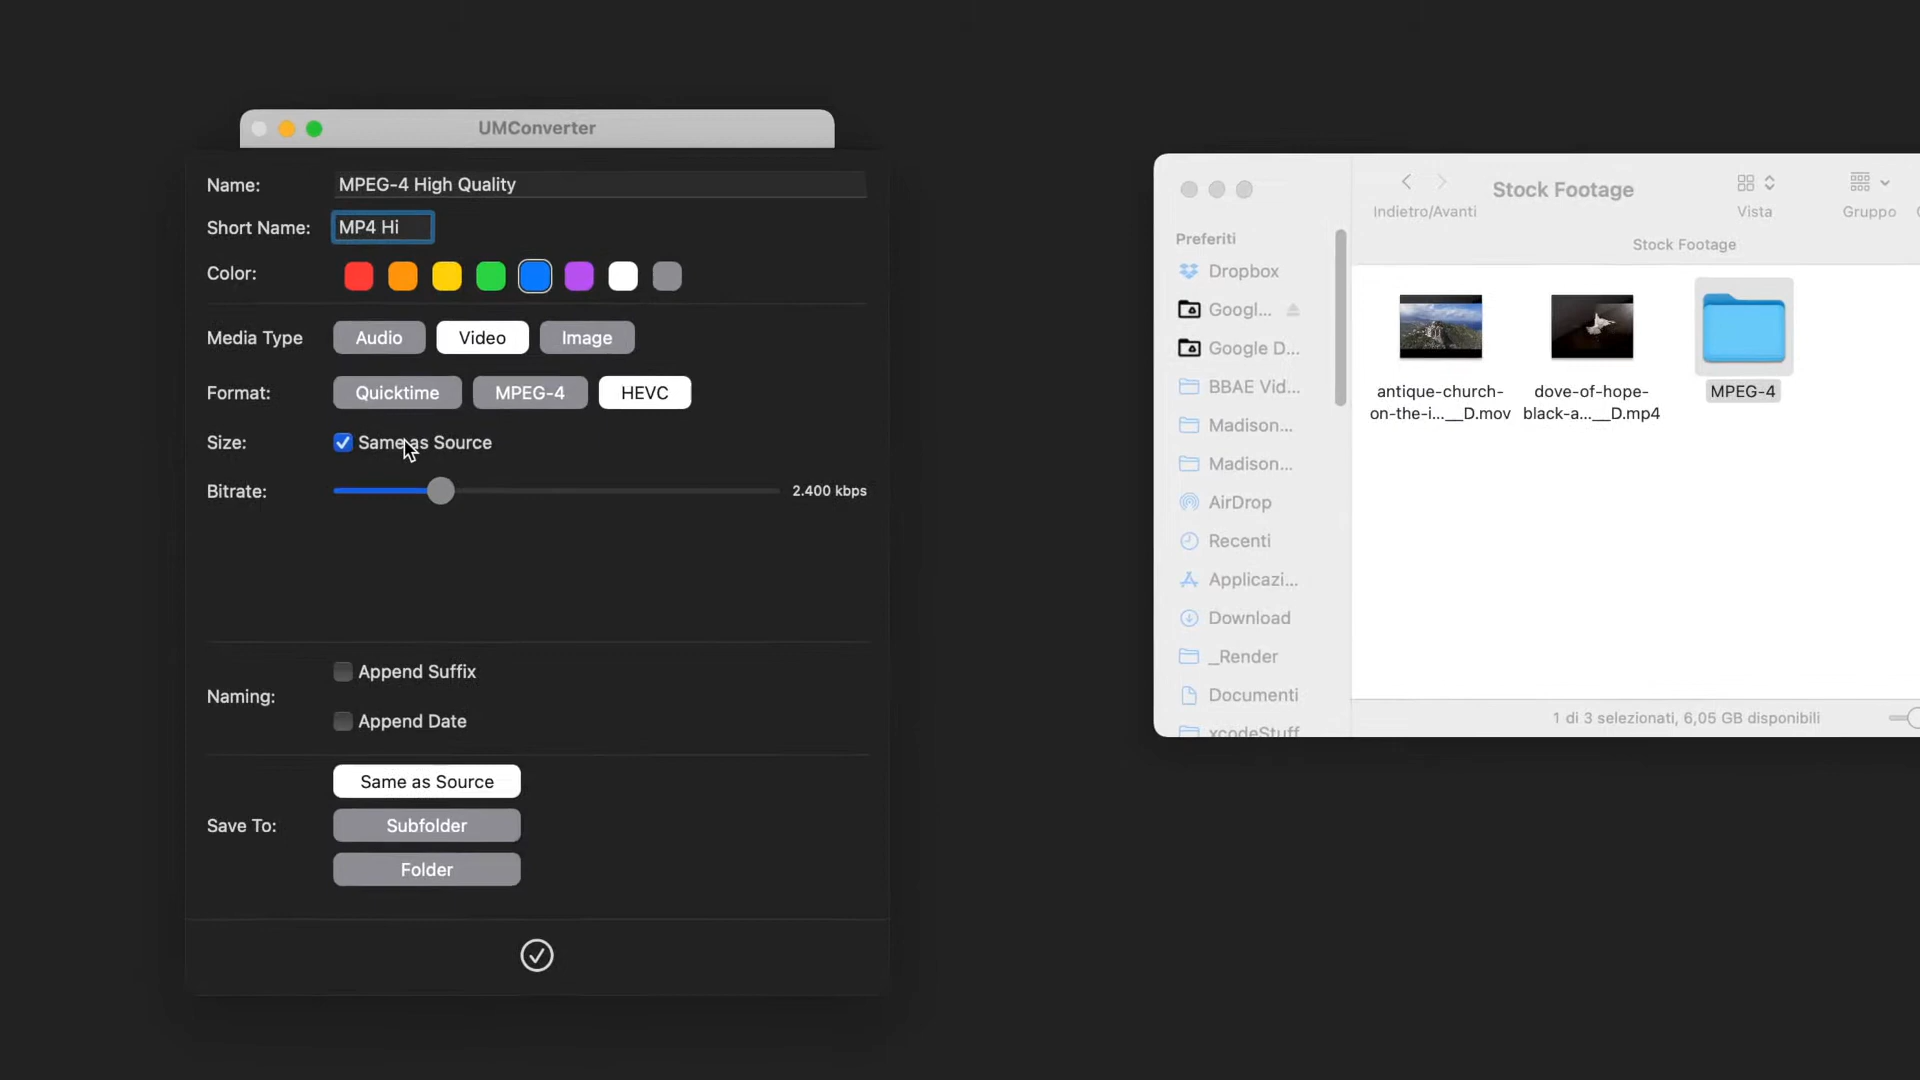 UMConverter
Name:
MPEG-4 High Quality
Short Name:
MP4 Hi
Color:
Media Type
Audio
Video
Image
Format:
Quicktime
MPEG-4
HEVC
Size:
Same as Source
Bitrate:
2.400 kbps
Naming:
Append Suffix
Append Date
Save To:
Same as Source
Subfolder
Folder
Stock Footage
Indietro/Avanti
Vista
Gruppo
Stock Footage
Preferiti
Dropbox
Googl...
Google D...
BBAE Vid...
Madison...
Madison...
AirDrop
Recenti
Applicazi...
Download
_Render
Documenti
xcodeStuff
antique-church-
on-the-i...__D.mov
dove-of-hope-
black-a...__D.mp4
MPEG-4
1 di 3 selezionati, 6,05 GB disponibili